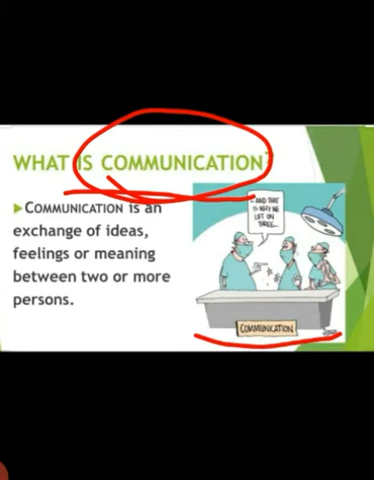 WHAT IS COMMUNICATION?
COMMUNICATION is an
exchange of ideas,
feelings or meaning
between two or more
persons.
...AND THAT
IS WHY WE
LIFT ON
THREE...
COMMUNICATION